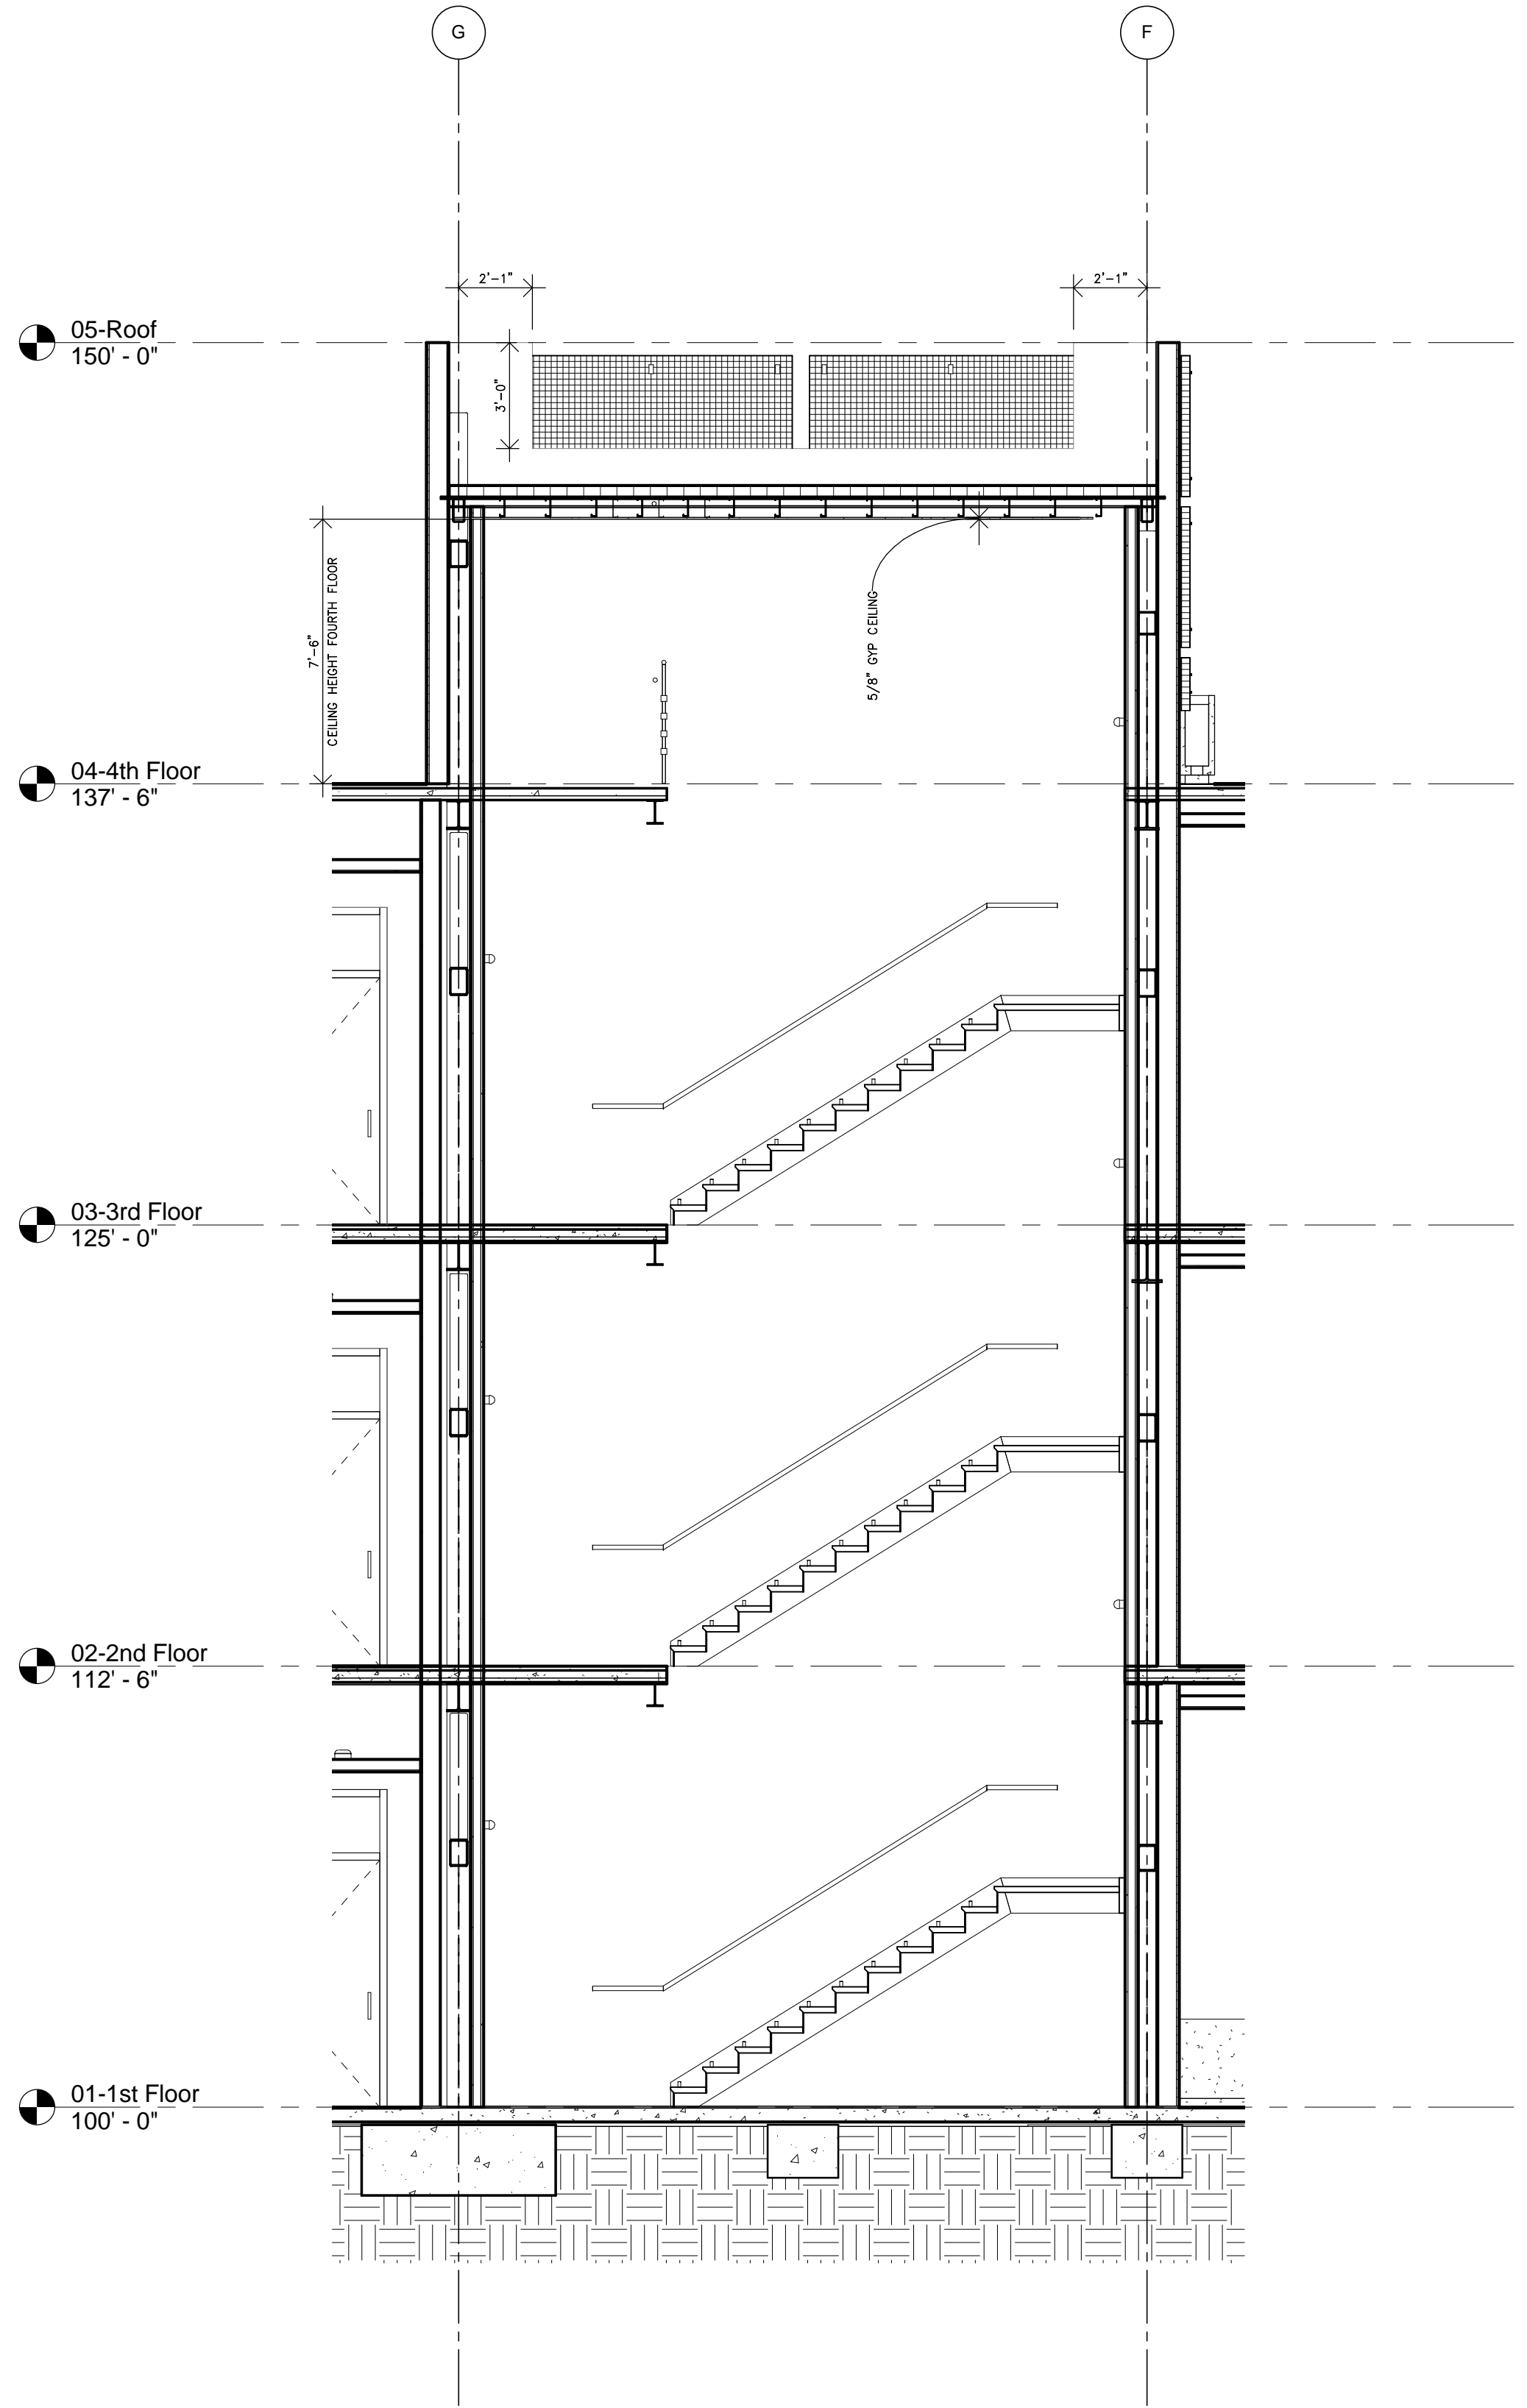 G
F
2'-1"
2'-1"
05-Roof
150' - 0"
3'-0"
7'-6"
CEILING HEIGHT FOURTH FLOOR
5/8" GYP CEILING
04-4th Floor
137' - 6"
03-3rd Floor
125' - 0"
02-2nd Floor
112' - 6"
01-1st Floor
100' - 0"